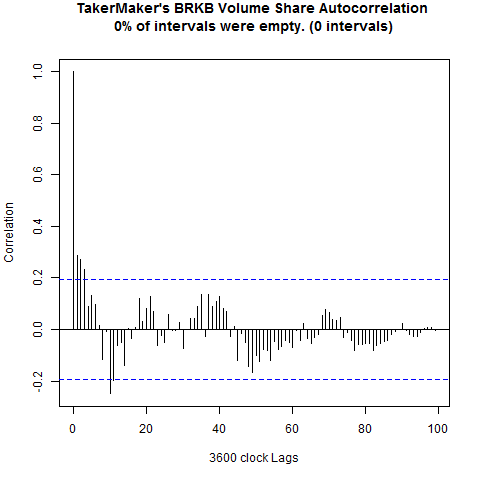 TakerMaker's BRKB Volume Share Autocorrelation
0% of intervals were empty. (0 intervals)
Correlation
1.0
0.8
0.6
0.4
0.2
0.0
-0.2
0 20 40 60 80 100
3600 clock Lags